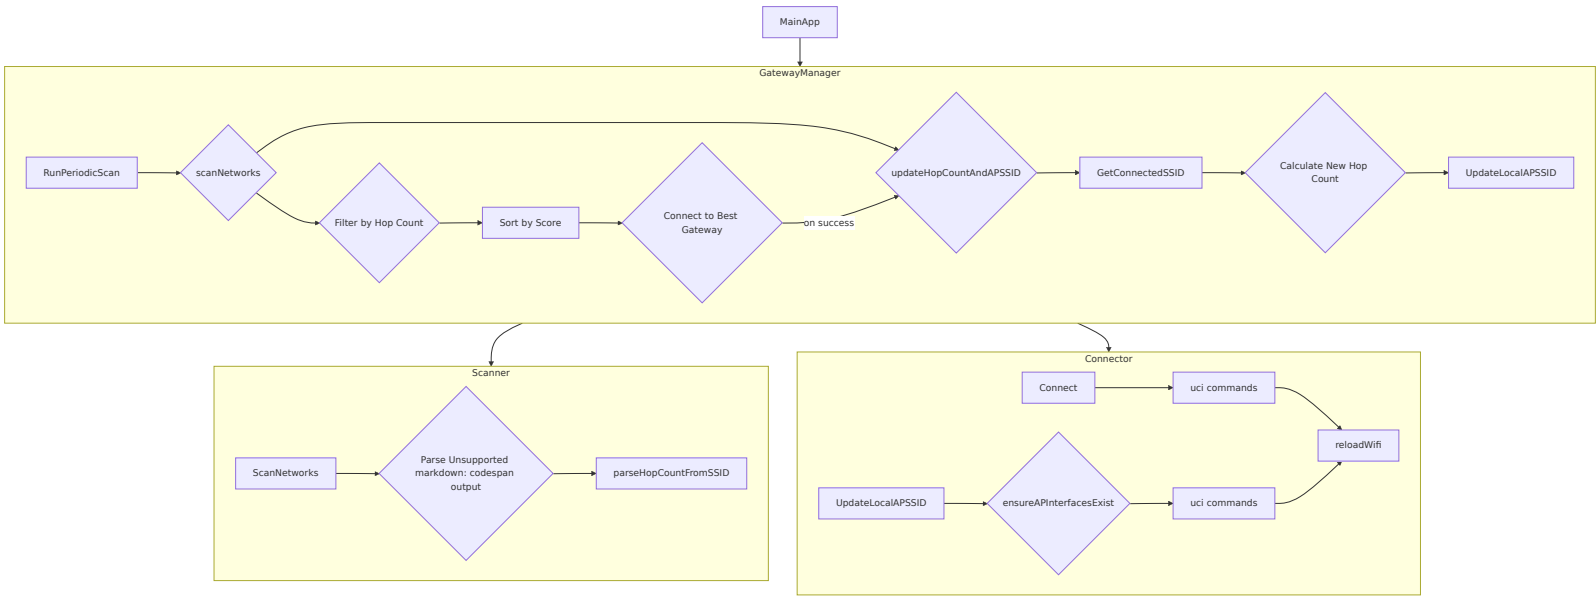 MainApp
GatewayManager
RunPeriodicScan
scanNetworks
Filter by Hop Count
Sort by Score
Connect to Best
Gateway
on success
updateHopCountAndAPSSID
GetConnectedSSID
Calculate New Hop
Count
UpdateLocalAPSSID
Scanner
ScanNetworks
Parse Unsupported
markdown: codespan
output
parseHopCountFromSSID
Connector
Connect
uci commands
reloadWifi
UpdateLocalAPSSID
ensureAPInterfacesExist
uci commands